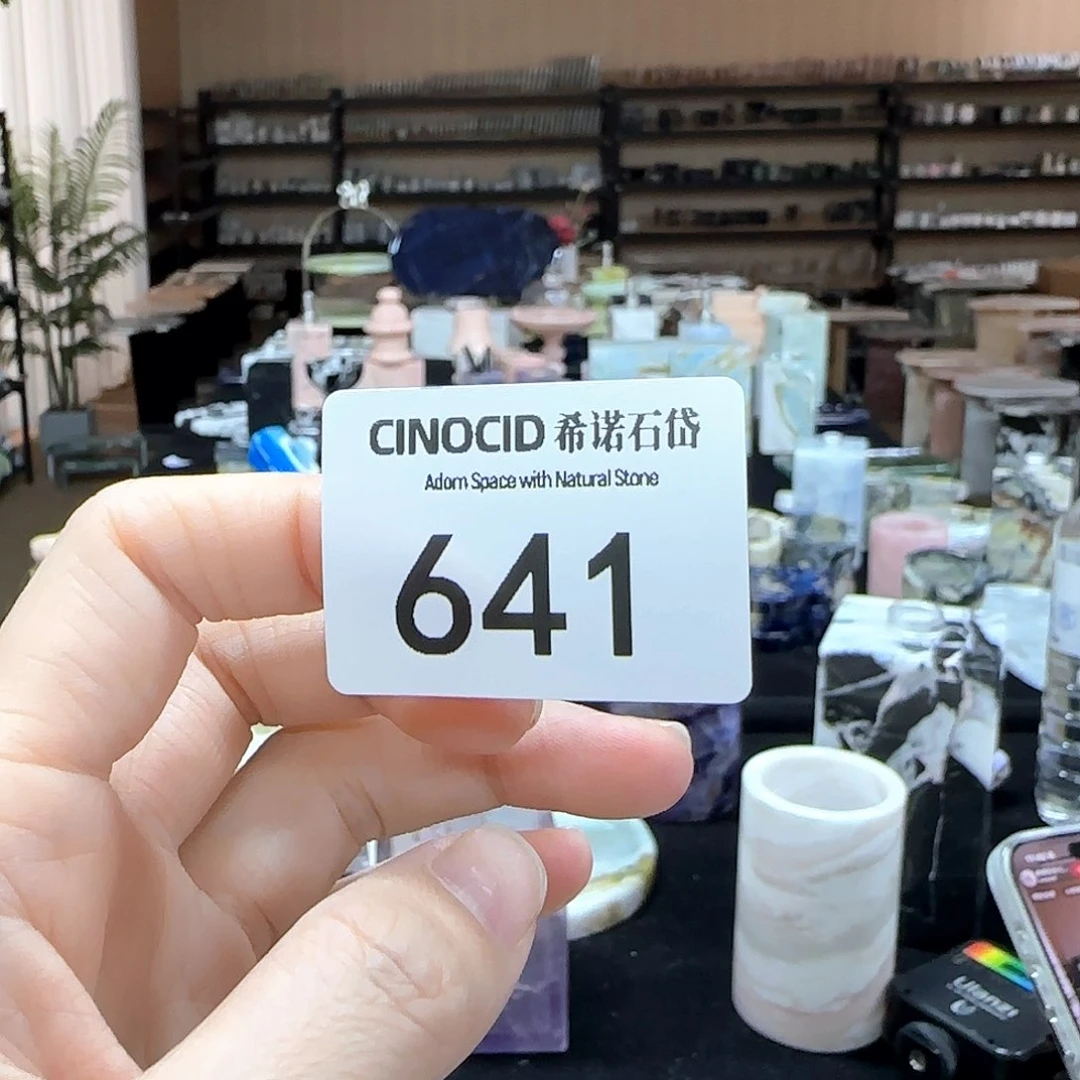 CINOCID 希诺石岱
Adorn Space with Natural Stone
641
Ulanzi